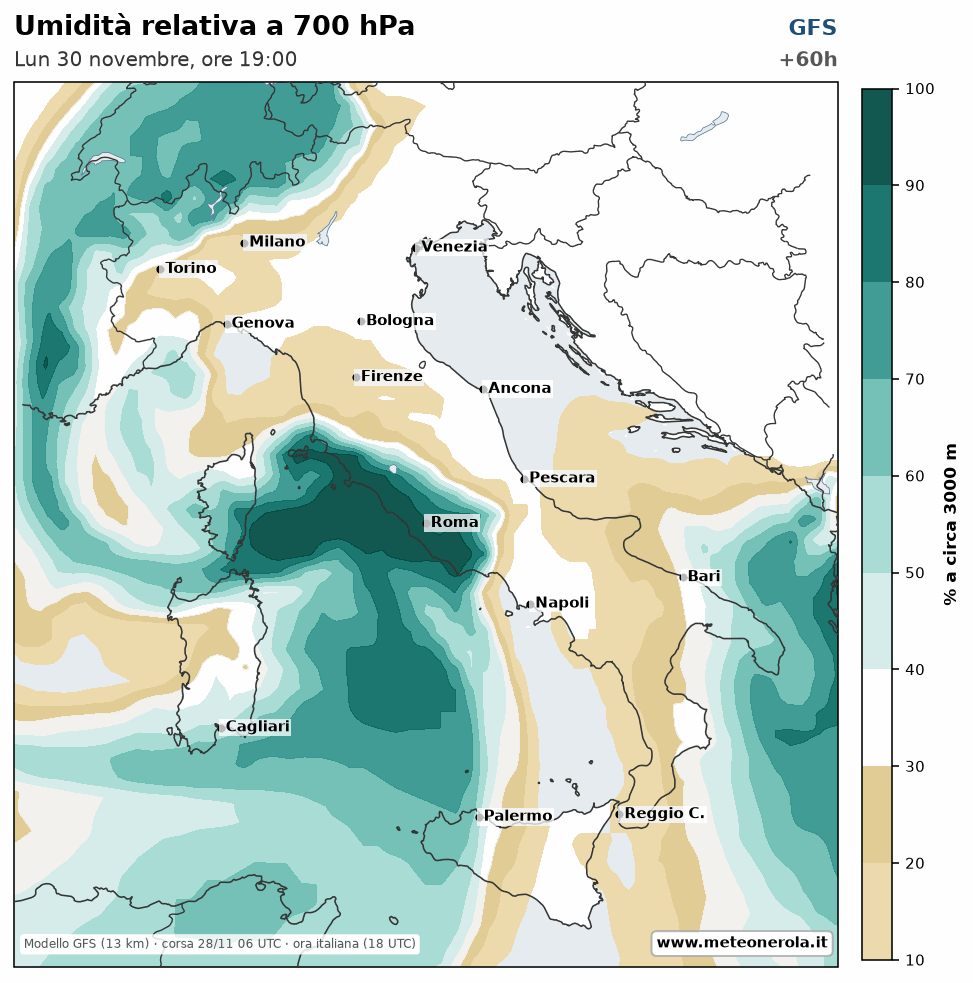 Umidità relativa a 700 hPa
GFS
Lun 30 novembre, ore 19:00
+60h
Milano
Venezia
Torino
Genova
Bologna
Firenze
Ancona
Pescara
Roma
Bari
Napoli
Cagliari
Palermo
Reggio C.
100
90
80
70
60
50
40
30
20
10
% a circa 3000 m
Modello GFS (13 km) · corsa 28/11 06 UTC · ora italiana (18 UTC)
www.meteonerola.it